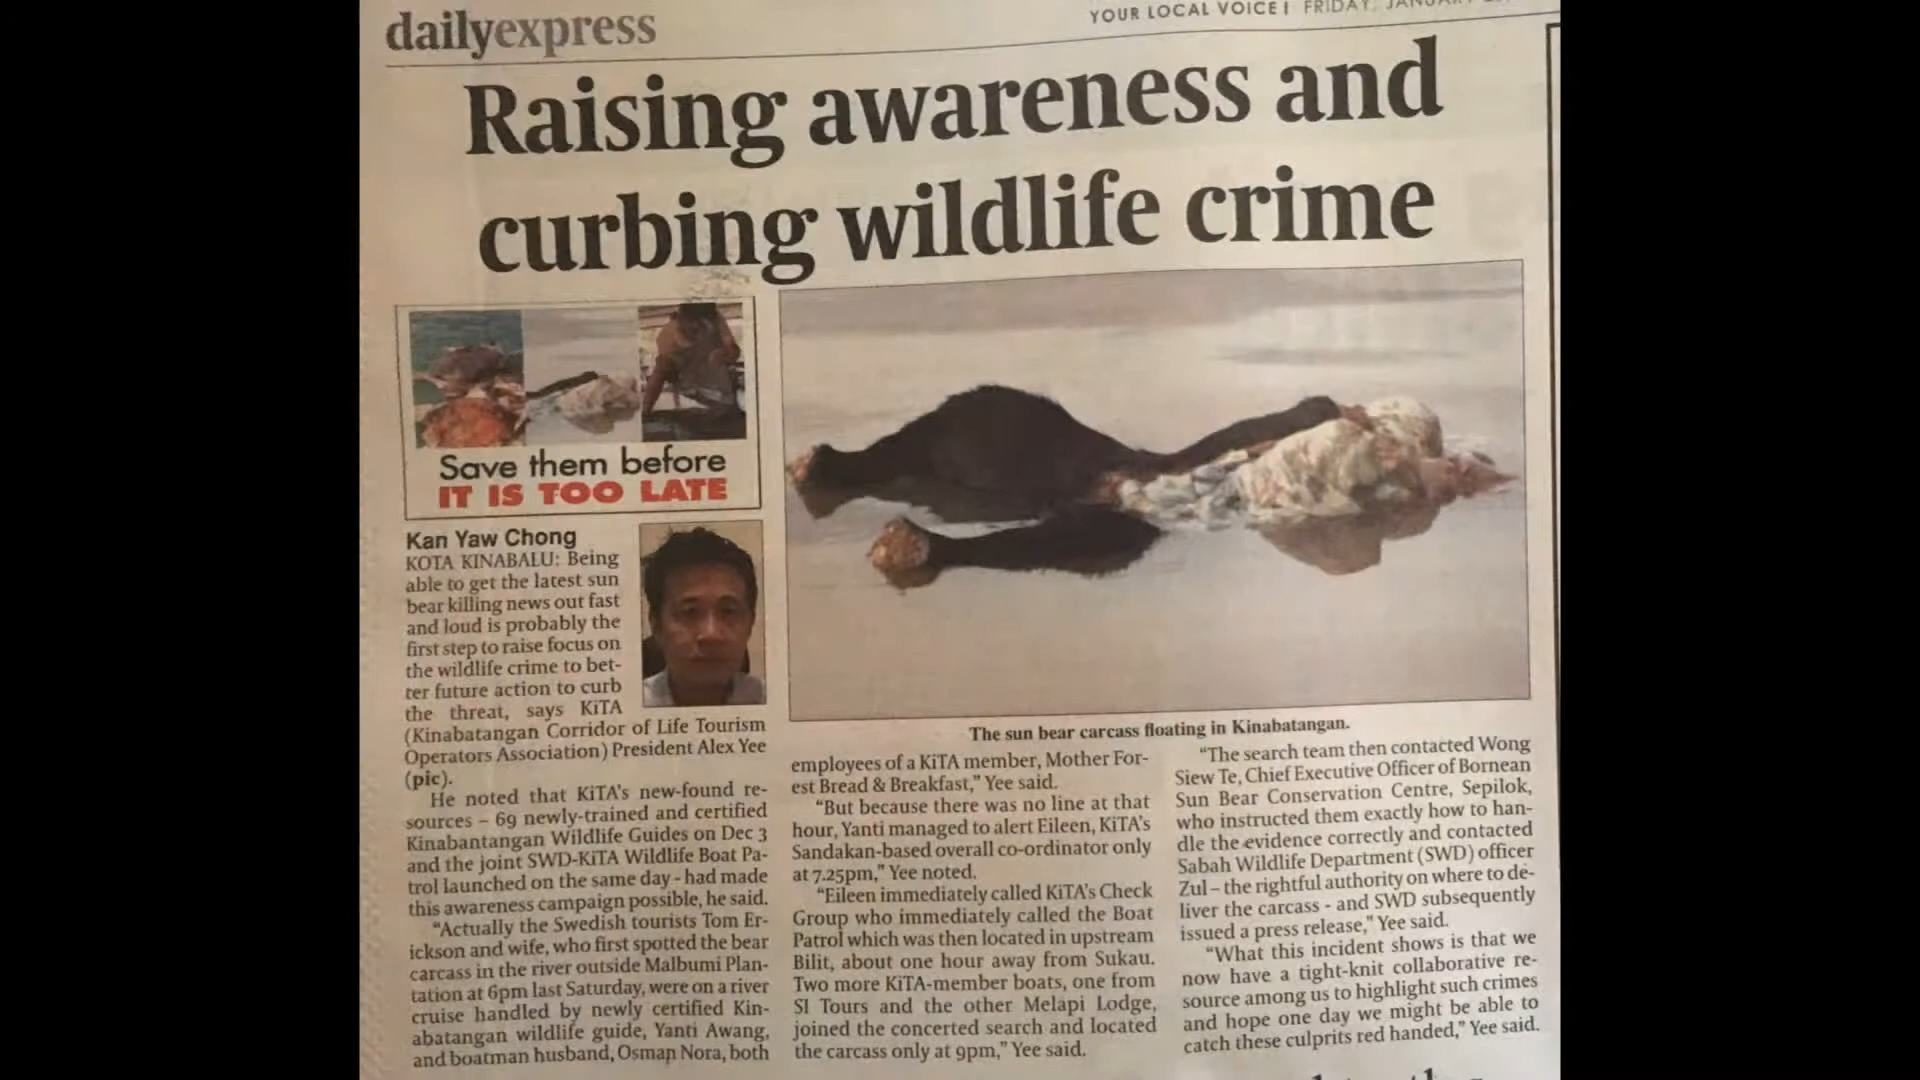 dailyexpress
YOUR LOCAL VOICE | FRIDAY, JANUARY
Raising awareness and
curbing wildlife crime
Save them before
IT IS TOO LATE
Kan Yaw Chong
KOTA KINABALU: Being
able to get the latest sun
bear killing news out fast
and loud is probably the
first step to raise focus on
the wildlife crime to bet-
ter future action to curb
the threat, says KiTA
(Kinabatangan Corridor of Life Tourism
Operators Association) President Alex Yee
(pic).
He noted that KiTA's new-found re-
sources – 69 newly-trained and certified
Kinabantangan Wildlife Guides on Dec 3
and the joint SWD-KiTA Wildlife Boat Pa-
trol launched on the same day - had made
this awareness campaign possible, he said.
"Actually the Swedish tourists Tom Er-
ickson and wife, who first spotted the bear
carcass in the river outside Malbumi Plan-
tation at 6pm last Saturday, were on a river
cruise handled by newly certified Kin-
abatangan wildlife guide, Yanti Awang,
and boatman husband, Osman Nora, both
The sun bear carcass floating in Kinabatangan.
employees of a KiTA member, Mother For-
est Bread & Breakfast," Yee said.
"But because there was no line at that
hour, Yanti managed to alert Eileen, KiTA's
Sandakan-based overall co-ordinator only
at 7.25pm," Yee noted.
"Eileen immediately called KiTA's Check
Group who immediately called the Boat
Patrol which was then located in upstream
Bilit, about one hour away from Sukau.
Two more KiTA-member boats, one from
SI Tours and the other Melapi Lodge,
joined the concerted search and located
the carcass only at 9pm," Yee said.
"The search team then contacted Wong
Siew Te, Chief Executive Officer of Bornean
Sun Bear Conservation Centre, Sepilok,
who instructed them exactly how to han-
dle the evidence correctly and contacted
Sabah Wildlife Department (SWD) officer
Zul – the rightful authority on where to de-
liver the carcass - and SWD subsequently
issued a press release," Yee said.
"What this incident shows is that we
now have a tight-knit collaborative re-
source among us to highlight such crimes
and hope one day we might be able to
catch these culprits red handed," Yee said.